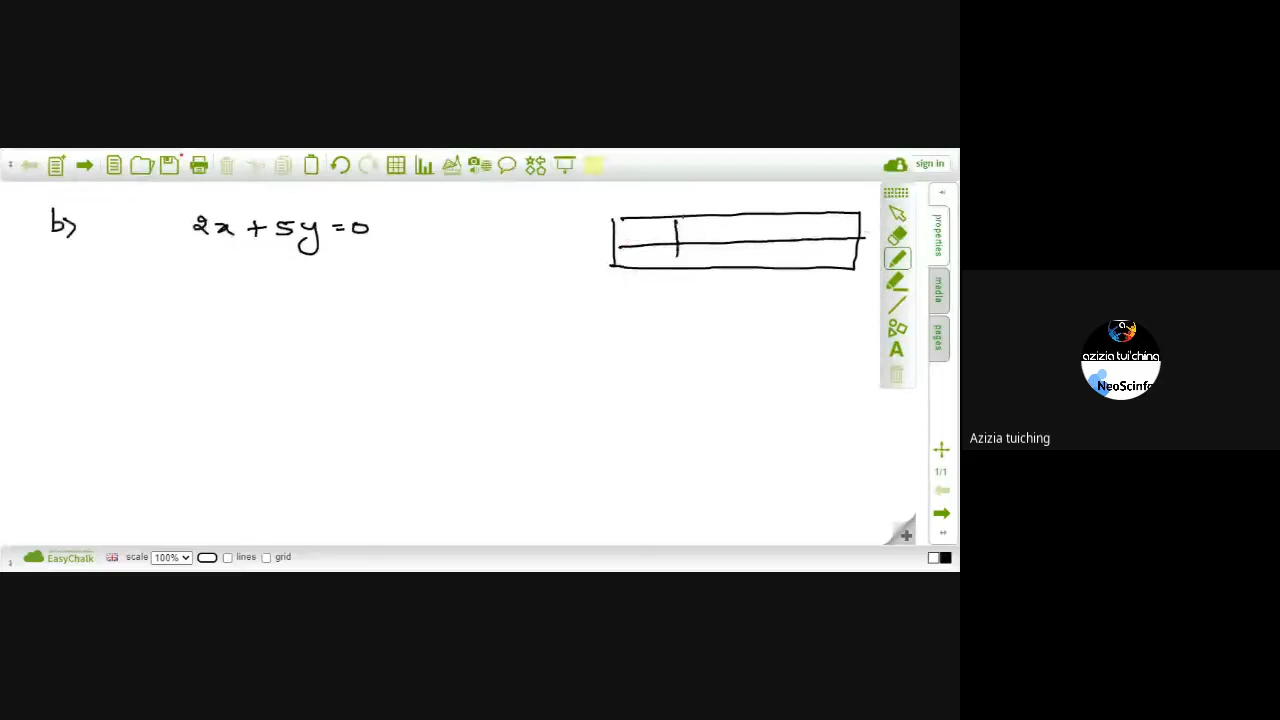 sign in
b) 2x + 5y = 0
properties
media
pages
A
azizia tui'ching
NeoScinfo
Azizia tuiching
1/1
EasyChalk scale 100% lines grid